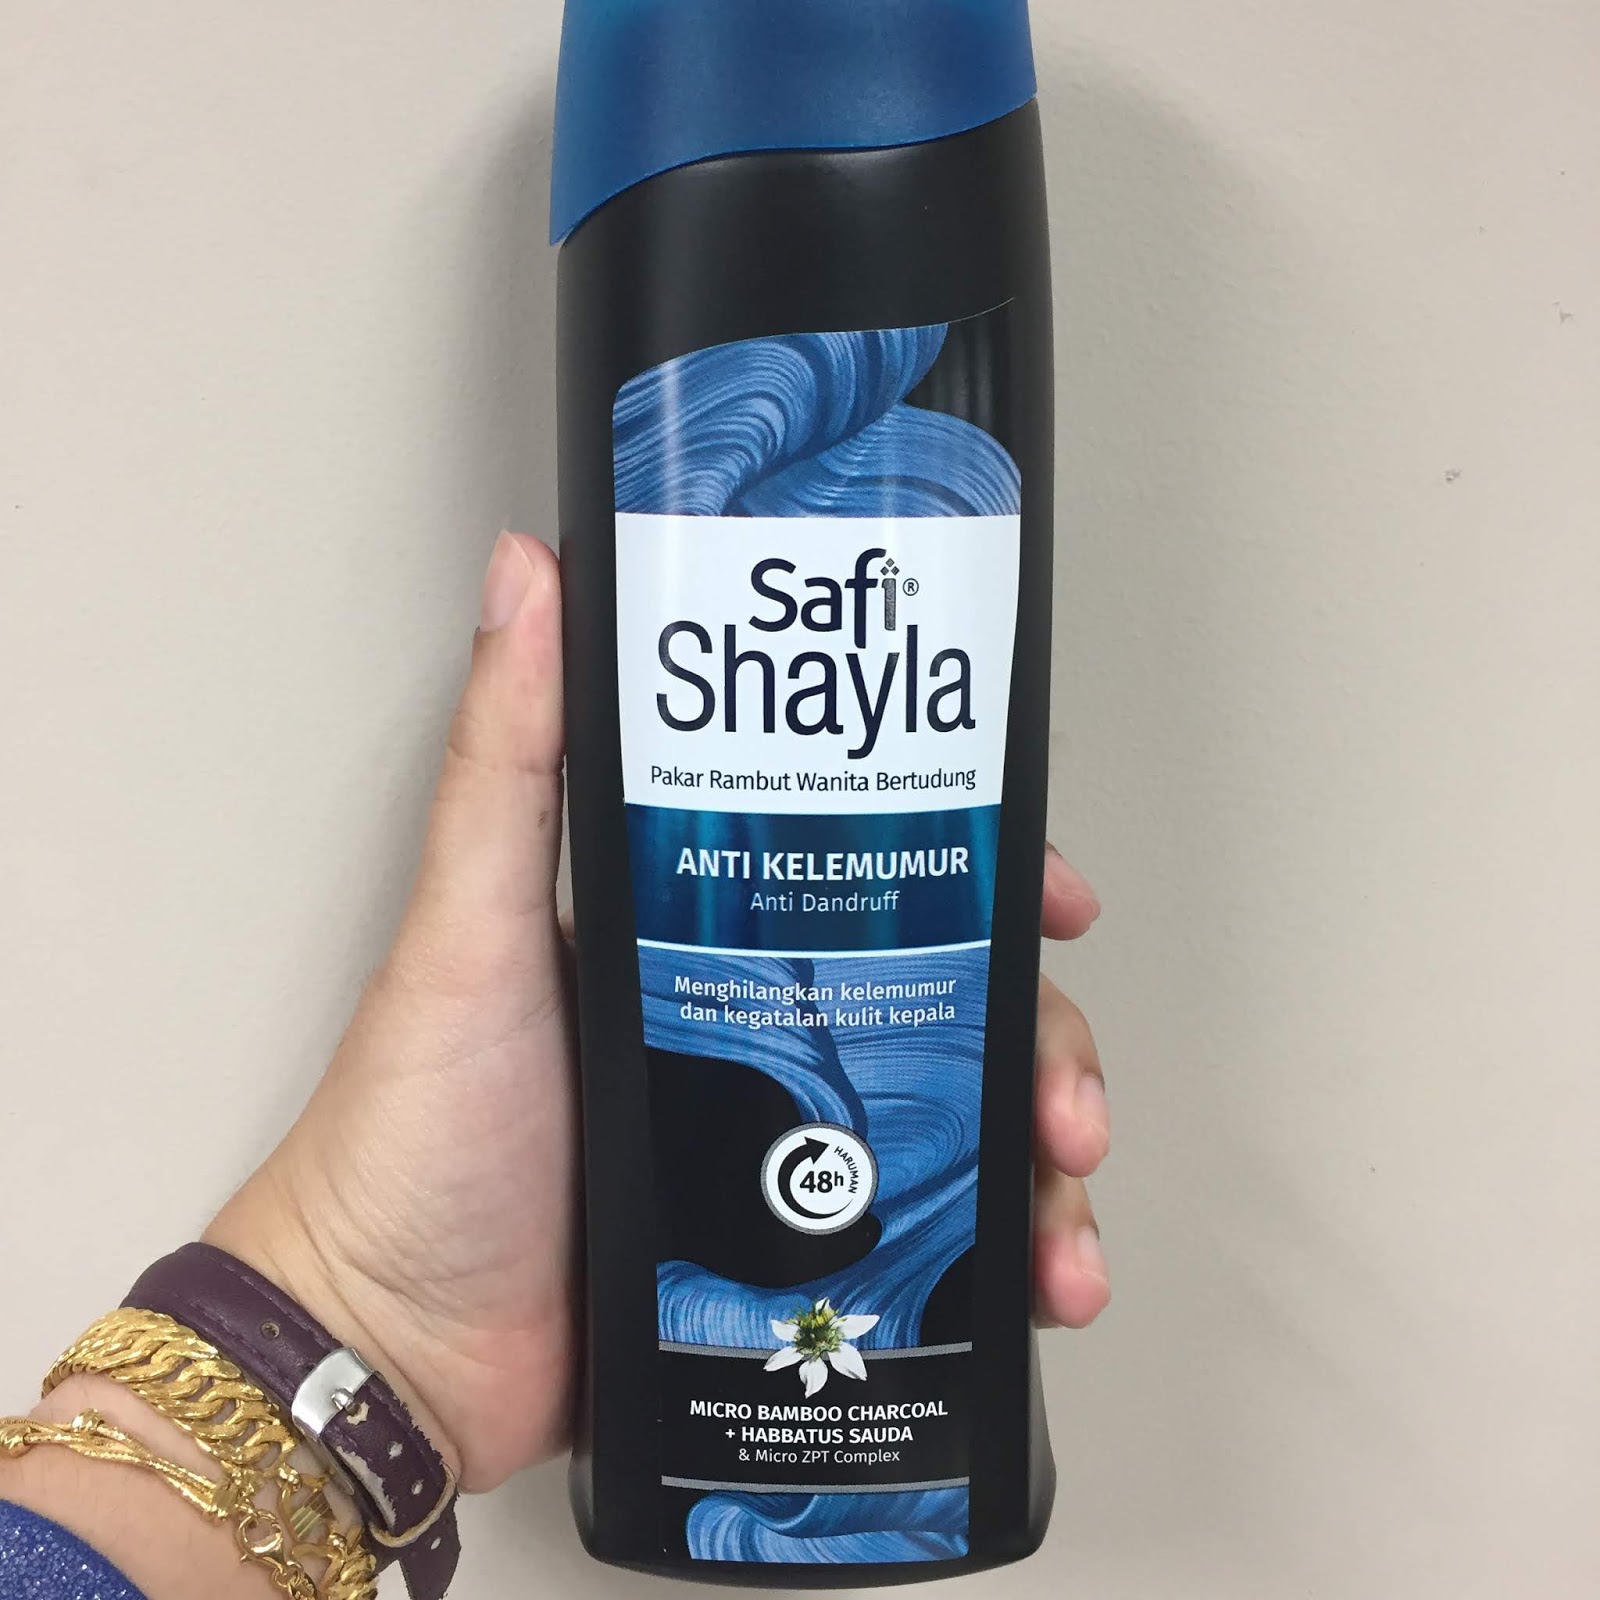 Safi®
Shayla
Pakar Rambut Wanita Bertudung
ANTI KELEMUMUR
Anti Dandruff
Menghilangkan kelemumur
dan kegatalan kulit kepala
48h
HARUMAN
MICRO BAMBOO CHARCOAL
+ HABBATUS SAUDA
& Micro ZPT Complex